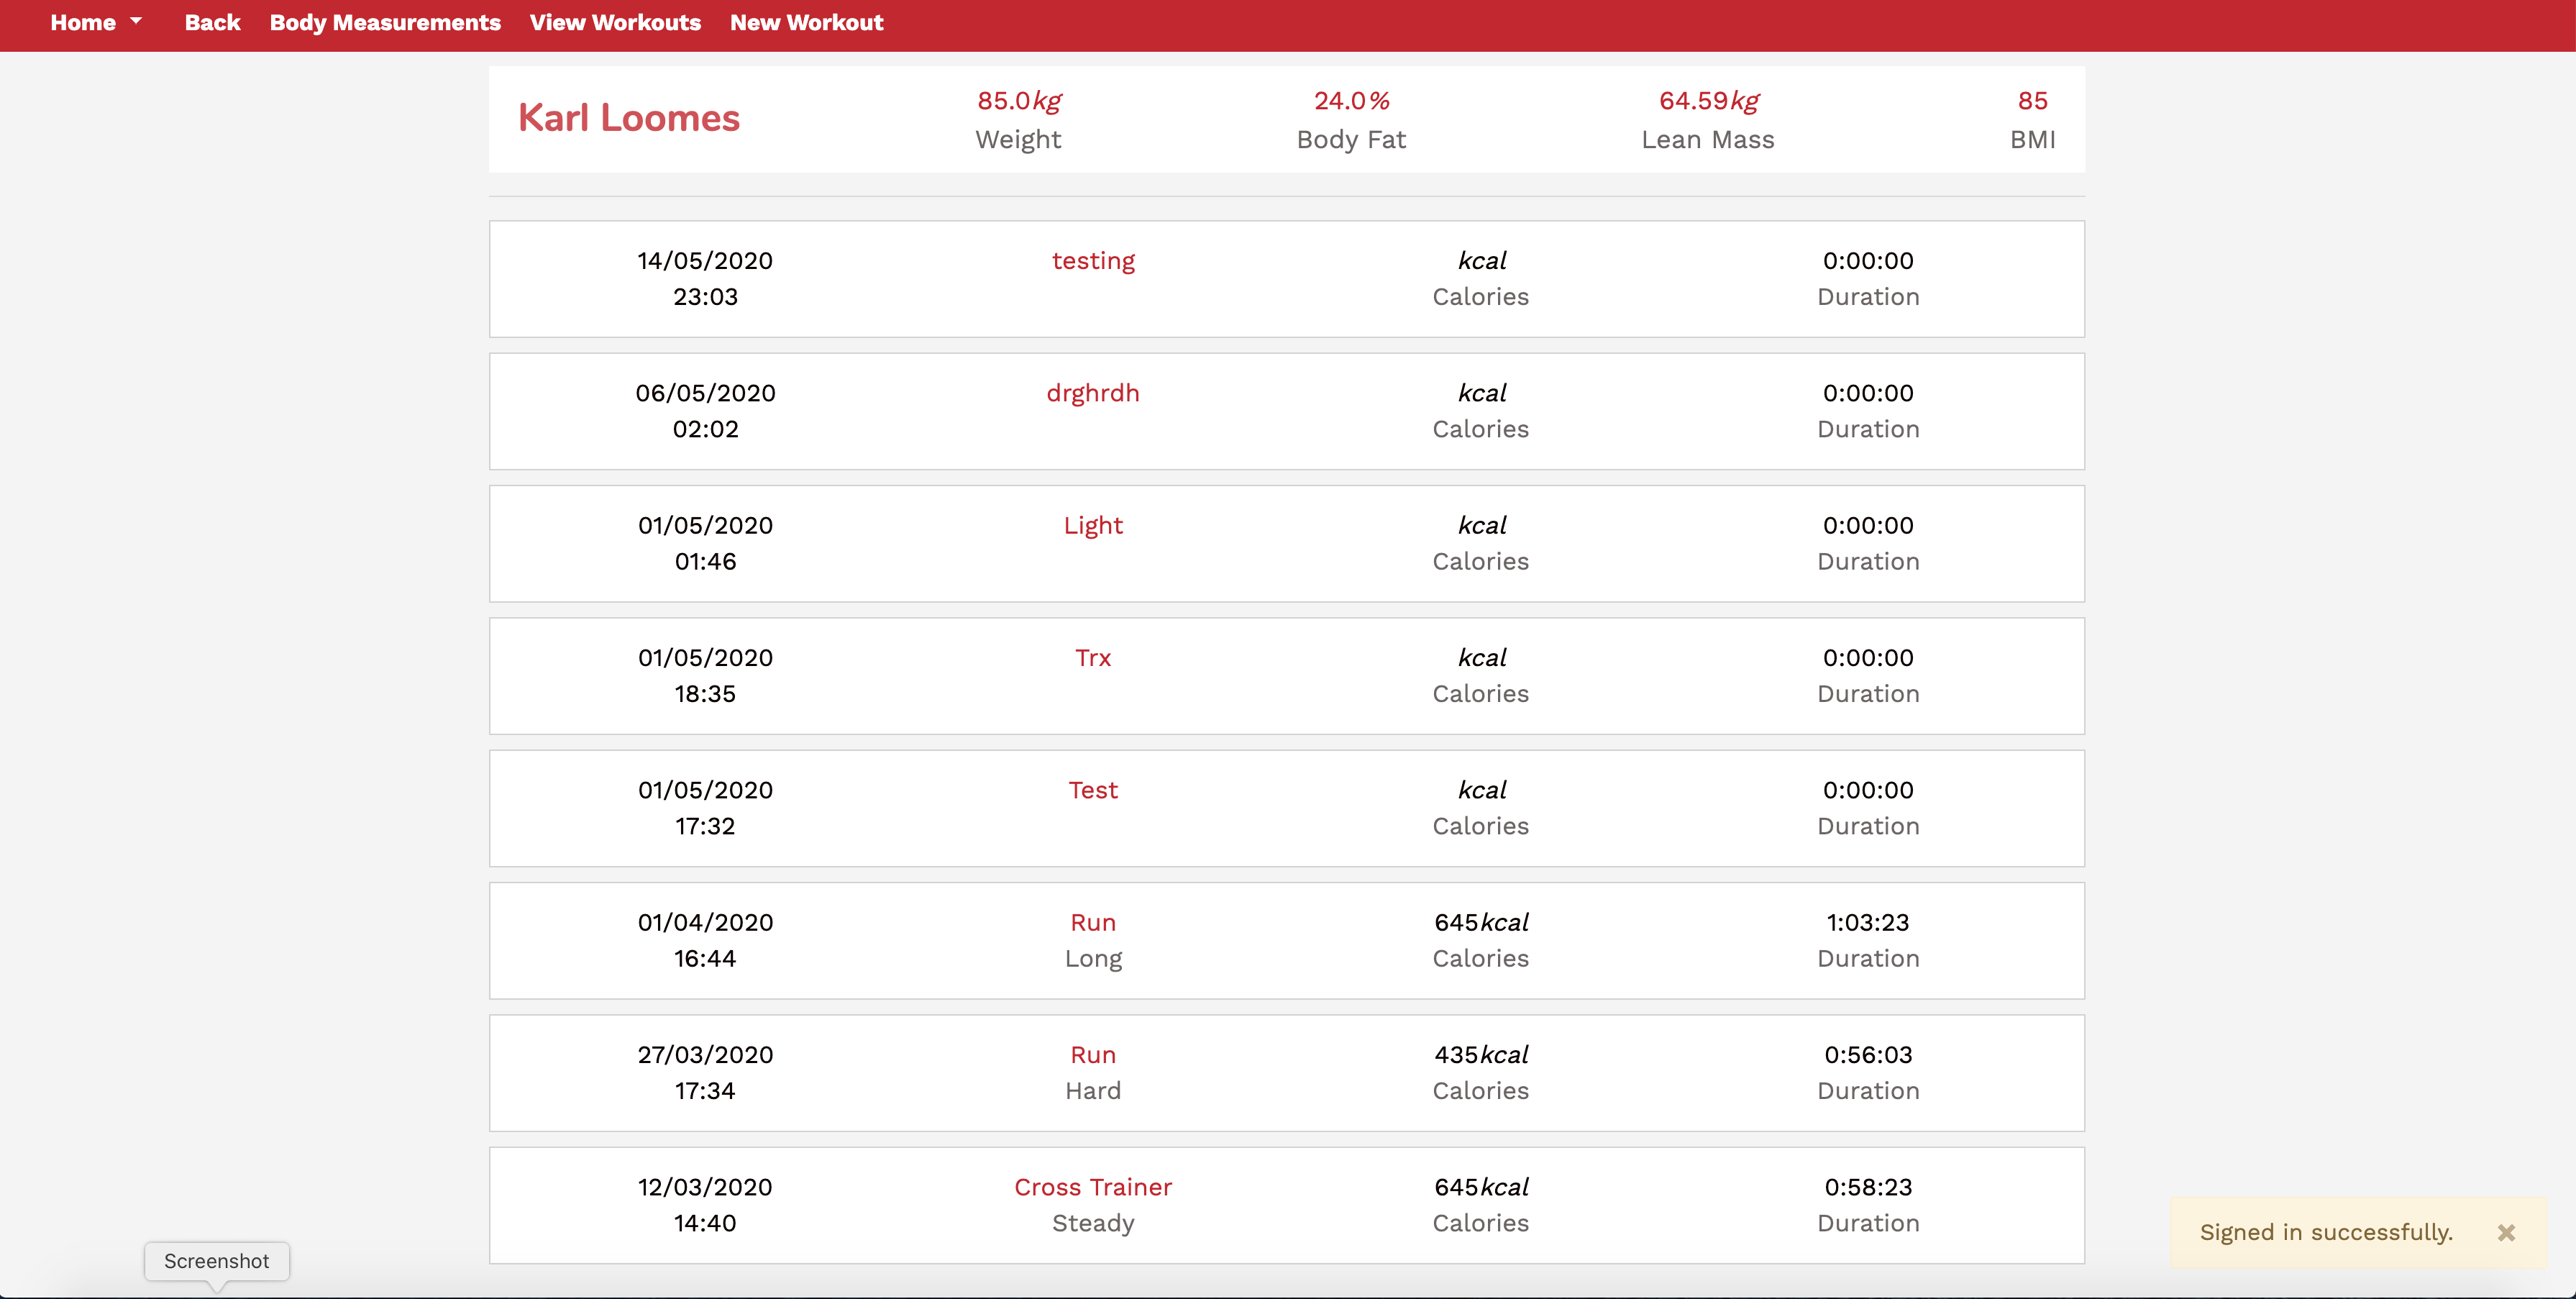 Home Back Body Measurements View Workouts New Workout
Karl Loomes
85.0kg 24.0% 64.59kg 85
Weight Body Fat Lean Mass BMI
14/05/2020 testing kcal 0:00:00
23:03 Calories Duration
06/05/2020 drghrdh kcal 0:00:00
02:02 Calories Duration
01/05/2020 Light kcal 0:00:00
01:46 Calories Duration
01/05/2020 Trx kcal 0:00:00
18:35 Calories Duration
01/05/2020 Test kcal 0:00:00
17:32 Calories Duration
01/04/2020 Run 645kcal 1:03:23
16:44 Long Calories Duration
27/03/2020 Run 435kcal 0:56:03
17:34 Hard Calories Duration
12/03/2020 Cross Trainer 645kcal 0:58:23
14:40 Steady Calories Duration
Signed in successfully. ×
Screenshot